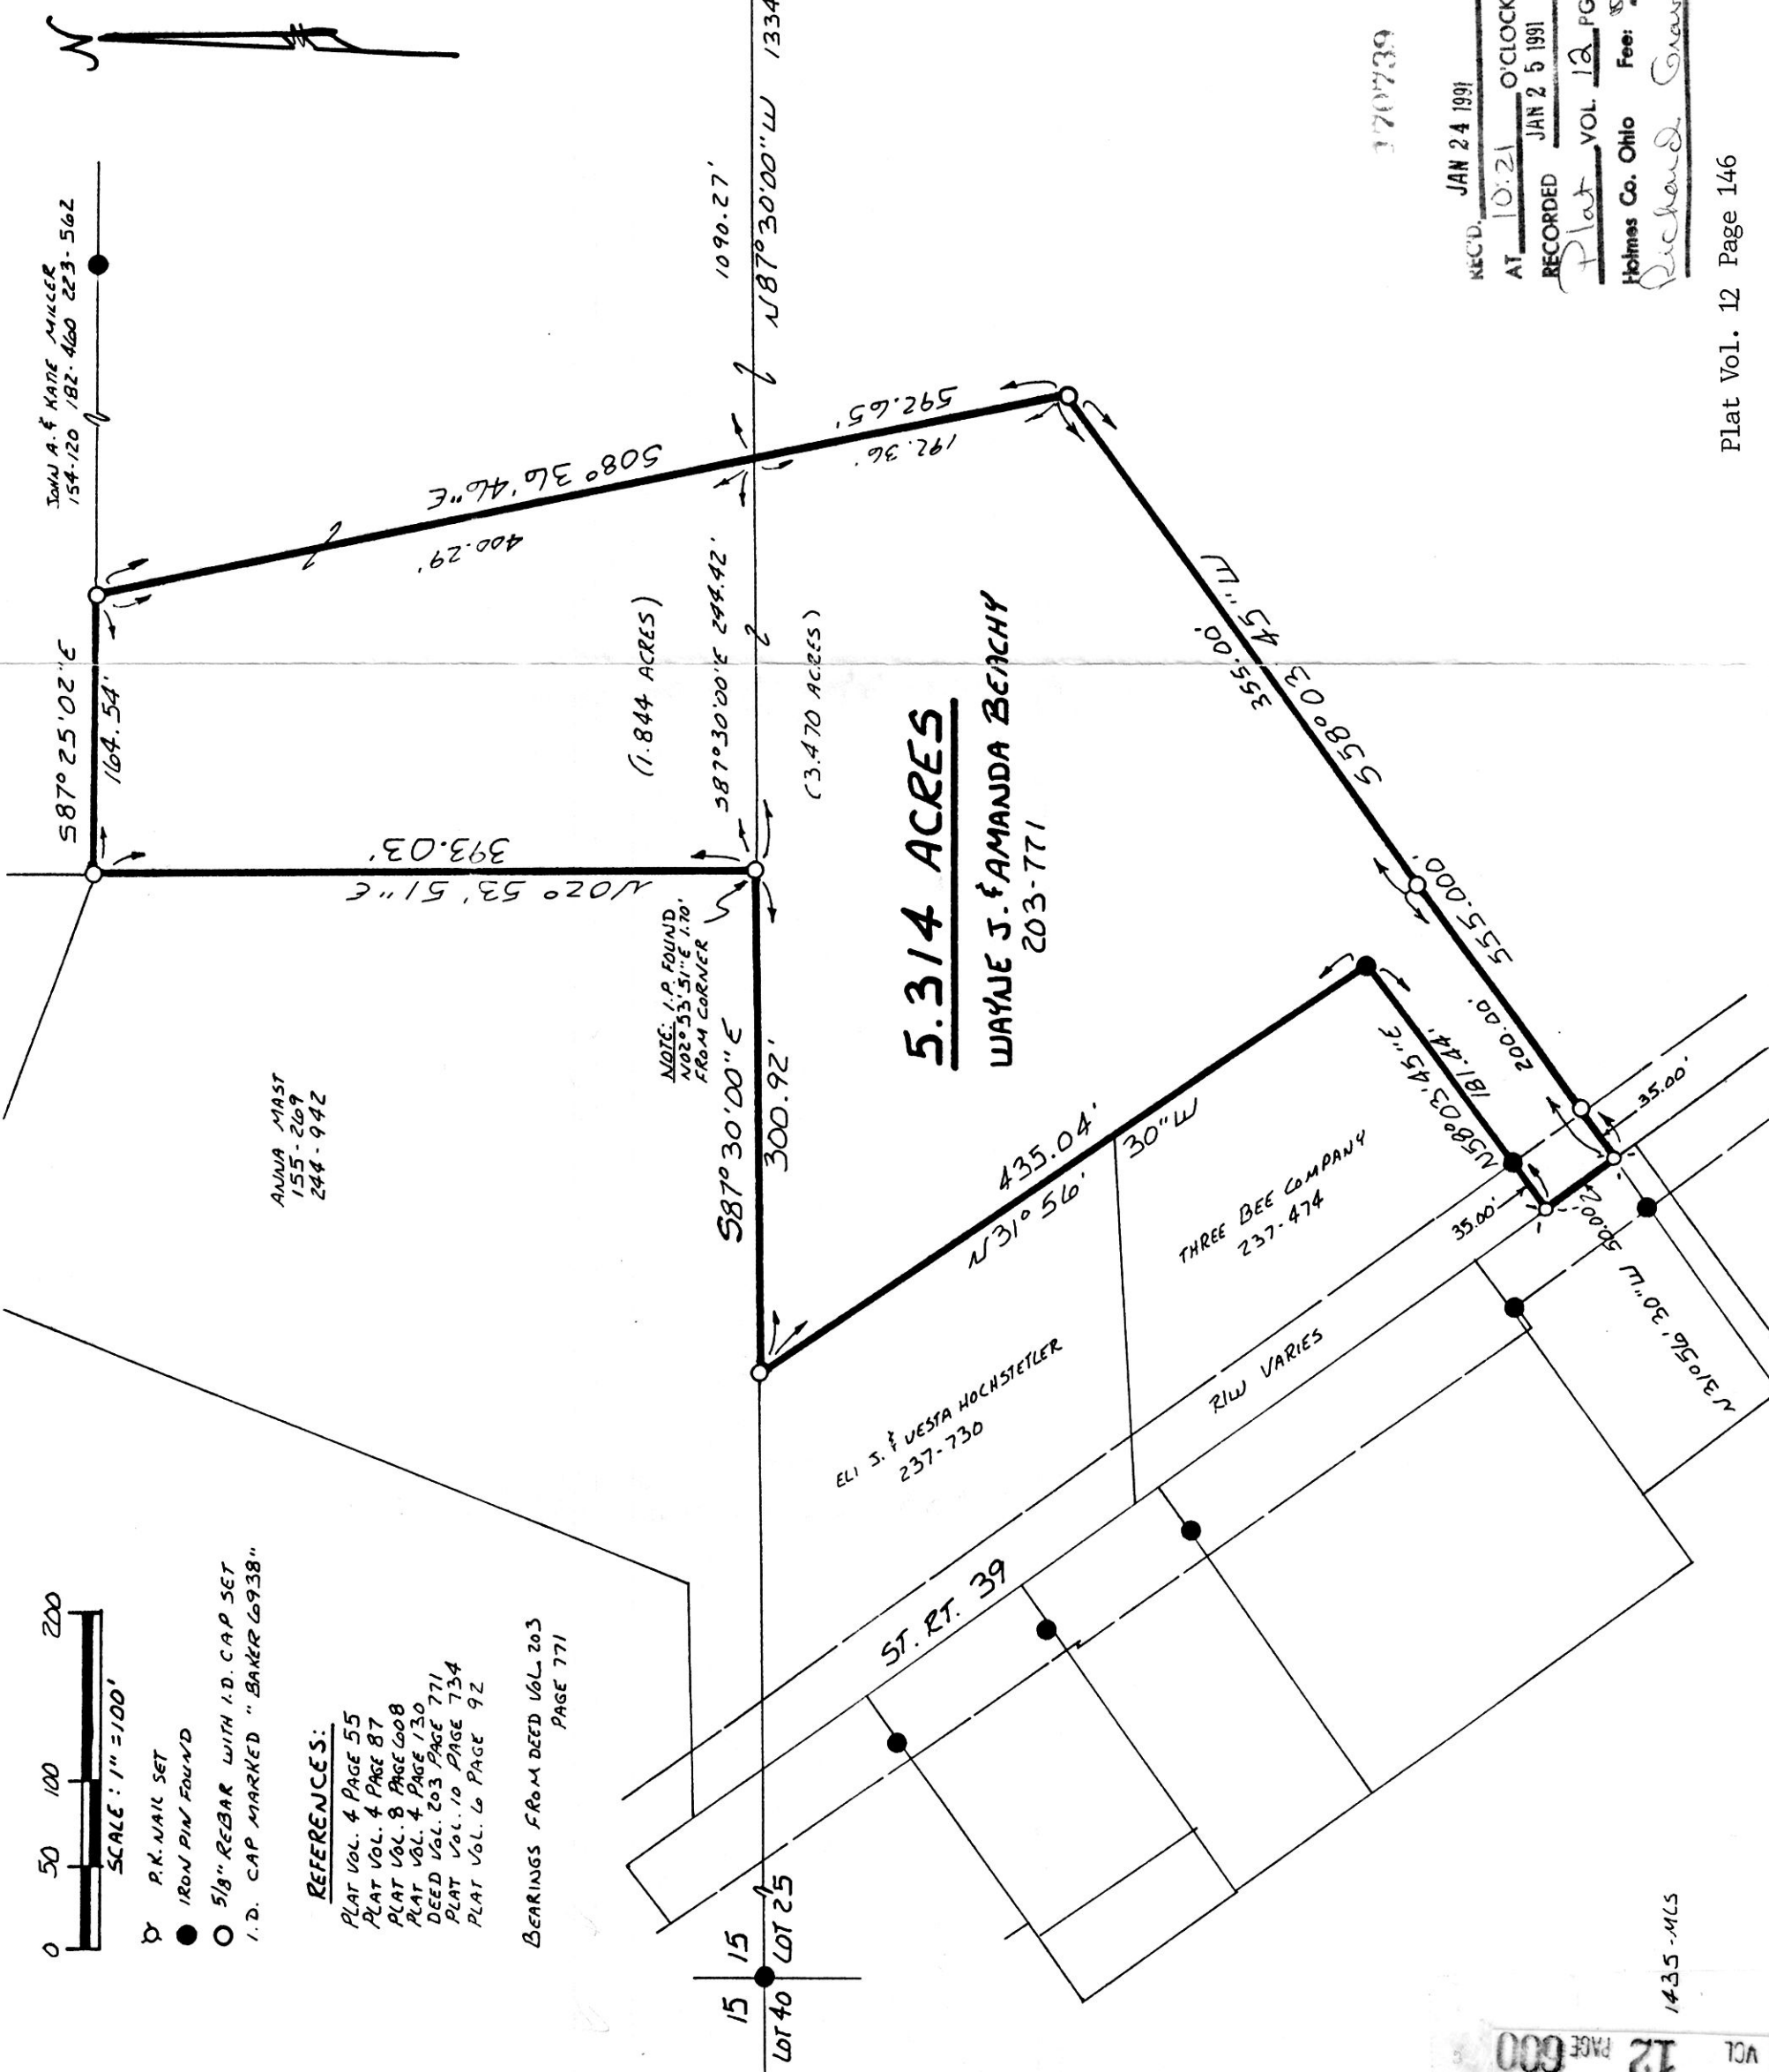 N
0 50 100 200
SCALE : 1" = 100'
P.K. NAIL SET
IRON PIN FOUND
5/8" REBAR WITH I.D. CAP SET
I.D. CAP MARKED "BAKER 6938"
REFERENCES:
PLAT VOL. 4 PAGE 55
PLAT VOL. 4 PAGE 87
PLAT VOL. 8 PAGE 608
PLAT VOL. 4 PAGE 130
DEED VOL. 203 PAGE 771
PLAT VOL. 10 PAGE 734
PLAT VOL. 6 PAGE 92
BEARINGS FROM DEED VOL. 203
PAGE 771
15 15
LOT 40 LOT 25
ANNA MAST
155-269
244-942
JOHN A. & KATIE MILLER
154-120 182-460 223-562
S87°25'02"E
164.54'
393.03'
N02° 53' 51"E
NOTE: I.P. FOUND
N02°53'51"E 1.70'
FROM CORNER
S08° 36' 46"E
400.29'
592.65'
192.36'
(1.844 ACRES)
S87°30'00"E 244.42'
(3.470 ACRES)
1090.27'
N87°30'00"W 1334
S87°30'00"E
300.92'
5.314 ACRES
WAYNE J. & AMANDA BEACHY
203-771
435.04'
N31° 56' 30"W
355.00'
S58° 03' 45"W
555.000'
200.00'
N58°03'45"E
181.44'
35.00'
35.00'
50.00'
N31°56'30"W
ELI J. & VESTA HOCHSTETLER
237-730
THREE BEE COMPANY
237-474
ST. RT. 39
R/W VARIES
170739
REC'D. JAN 24 1991
AT 10:21 O'CLOCK
RECORDED JAN 25 1991
Plat VOL. 12 PG
Holmes Co. Ohio Fee:
Richard
Plat Vol. 12 Page 146
1435-MLS
VOL 12 PAGE 600